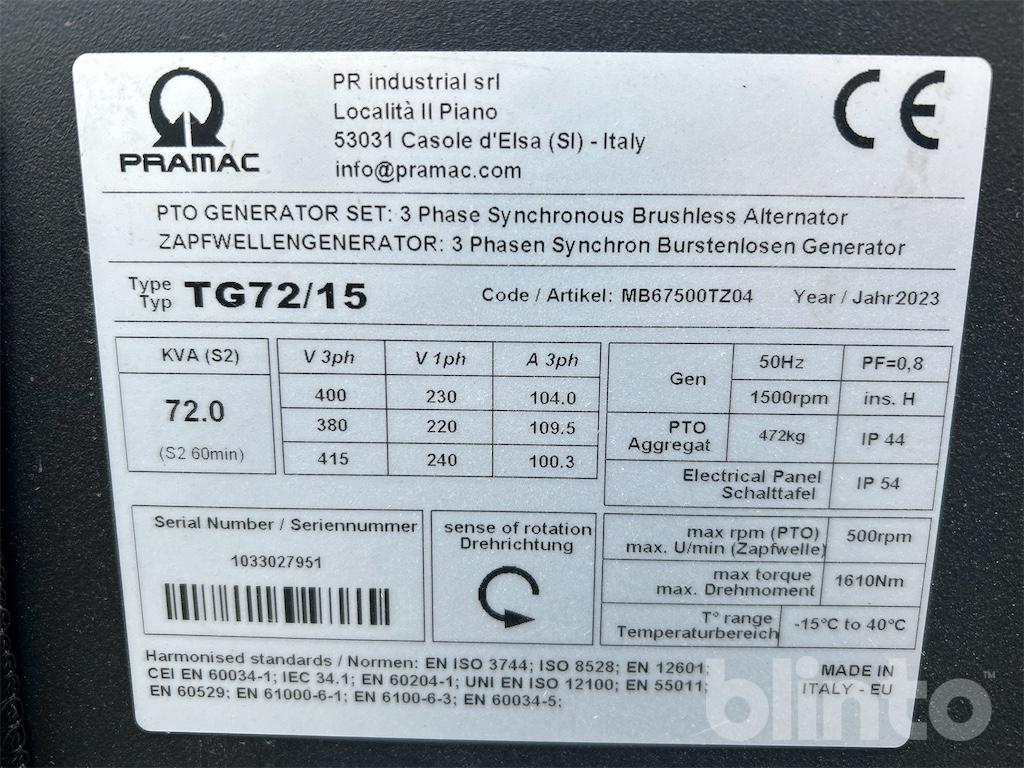 PRAMAC
PR industrial srl
Località Il Piano
53031 Casole d'Elsa (SI) - Italy
info@pramac.com
CE
PTO GENERATOR SET: 3 Phase Synchronous Brushless Alternator
ZAPFWELLENGENERATOR: 3 Phasen Synchron Burstenlosen Generator
Type
Typ
TG72/15
Code / Artikel: MB67500TZ04
Year / Jahr2023
KVA (S2)
72.0
(S2 60min)
V 3ph V 1ph A 3ph
400 230 104.0
380 220 109.5
415 240 100.3
Gen
50Hz PF=0,8
1500rpm ins. H
PTO
Aggregat
472kg IP 44
Electrical Panel
Schalttafel
IP 54
Serial Number / Seriennummer
1033027951
sense of rotation
Drehrichtung
max rpm (PTO)
max. U/min (Zapfwelle)
500rpm
max torque
max. Drehmoment
1610Nm
T° range
Temperaturbereich
-15°C to 40°C
Harmonised standards / Normen: EN ISO 3744; ISO 8528; EN 12601;
CEI EN 60034-1; IEC 34.1; EN 60204-1; UNI EN ISO 12100; EN 55011;
EN 60529; EN 61000-6-1; EN 6100-6-3; EN 60034-5;
MADE IN
ITALY - EU
blinto™